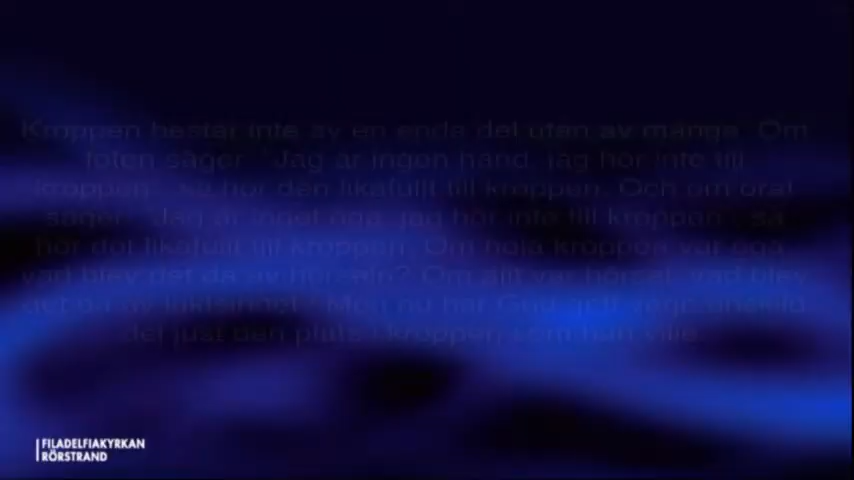 Kroppen består inte av en enda del utan av många. Om
foten säger: "Jag är ingen hand, jag hör inte till
kroppen", så hör den likafullt till kroppen. Och om örat
säger: "Jag är inget öga, jag hör inte till kroppen", så
hör det likafullt till kroppen. Om hela kroppen var öga,
vad blev det då av hörseln? Om allt var hörsel, vad blev
det då av luktsinnet? Men nu har Gud gett varje enskild
del just den plats i kroppen som han ville.
FILADELFIAKYRKAN
RÖRSTRAND